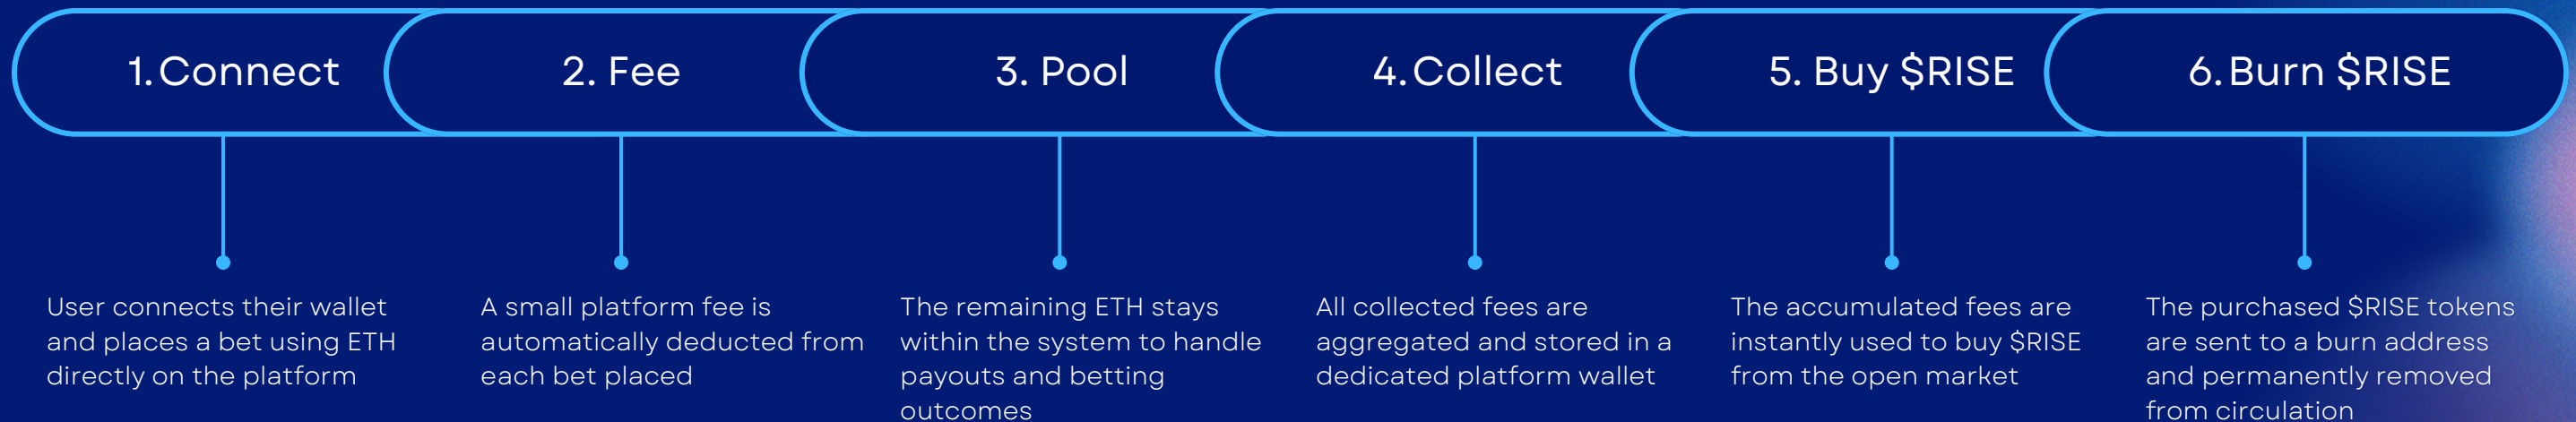 1. Connect
2. Fee
3. Pool
4. Collect
5. Buy $RISE
6. Burn $RISE
User connects their wallet
and places a bet using ETH
directly on the platform
A small platform fee is
automatically deducted from
each bet placed
The remaining ETH stays
within the system to handle
payouts and betting
outcomes
All collected fees are
aggregated and stored in a
dedicated platform wallet
The accumulated fees are
instantly used to buy $RISE
from the open market
The purchased $RISE tokens
are sent to a burn address
and permanently removed
from circulation